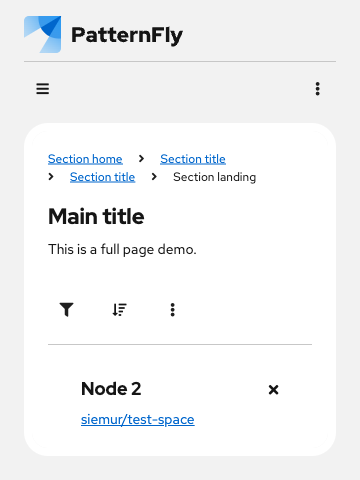 PatternFly
Section home Section title
Section title Section landing
Main title
This is a full page demo.
Node 2
siemur/test-space